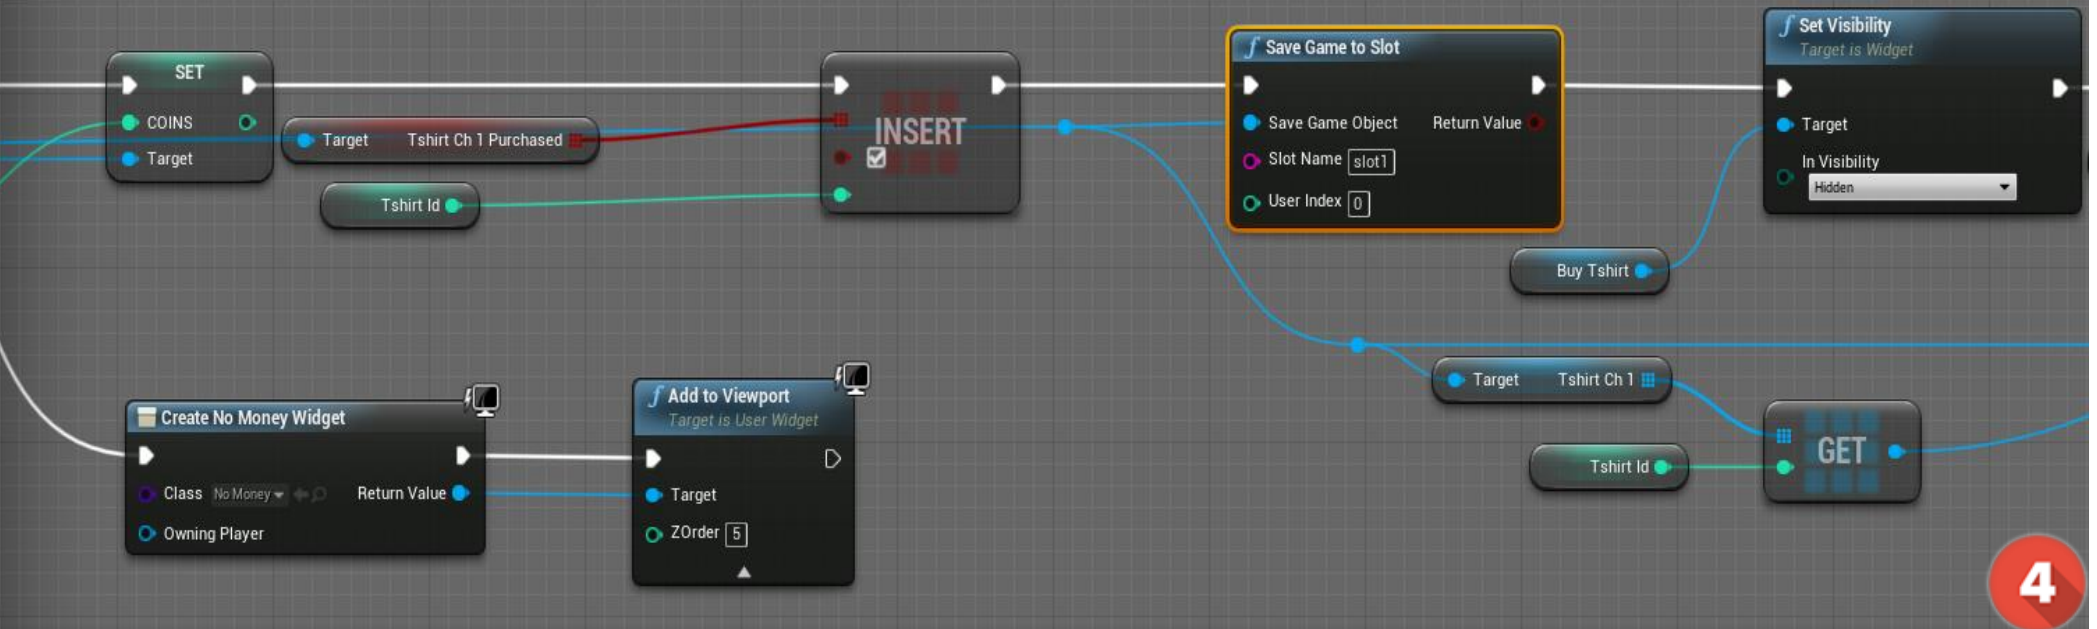 SET
COINS
Target
Target Tshirt Ch 1 Purchased
Tshirt Id
INSERT
f Save Game to Slot
Save Game Object Return Value
Slot Name slot1
User Index 0
f Set Visibility
Target is Widget
Target
In Visibility
Hidden
Buy Tshirt
Create No Money Widget
Class No Money Return Value
Owning Player
f Add to Viewport
Target is User Widget
Target
ZOrder 5
Target Tshirt Ch 1
Tshirt Id
GET
4